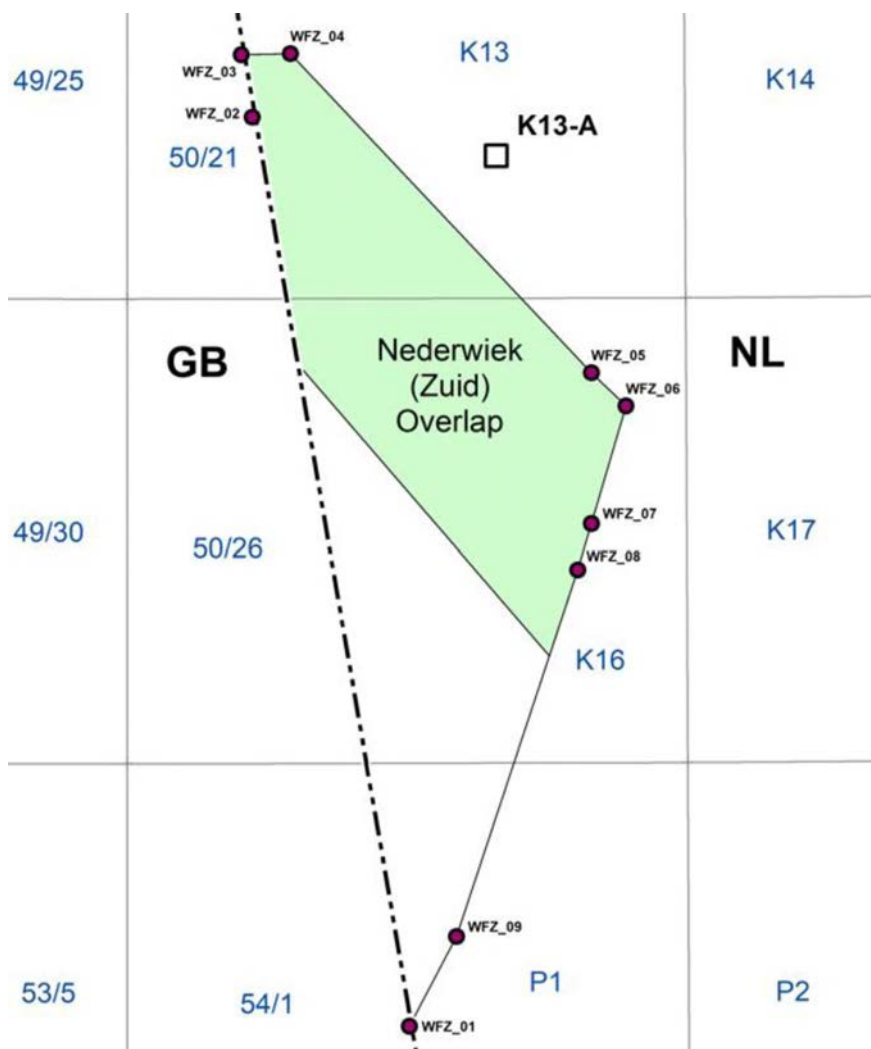 WFZ_04
K13
WFZ_03
49/25
K14
WFZ_02
K13-A
50/21
GB
Nederwiek
(Zuid)
Overlap
WFZ_05
NL
WFZ_06
WFZ_07
49/30
50/26
K17
WFZ_08
K16
WFZ_09
53/5
54/1
P1
P2
WFZ_01